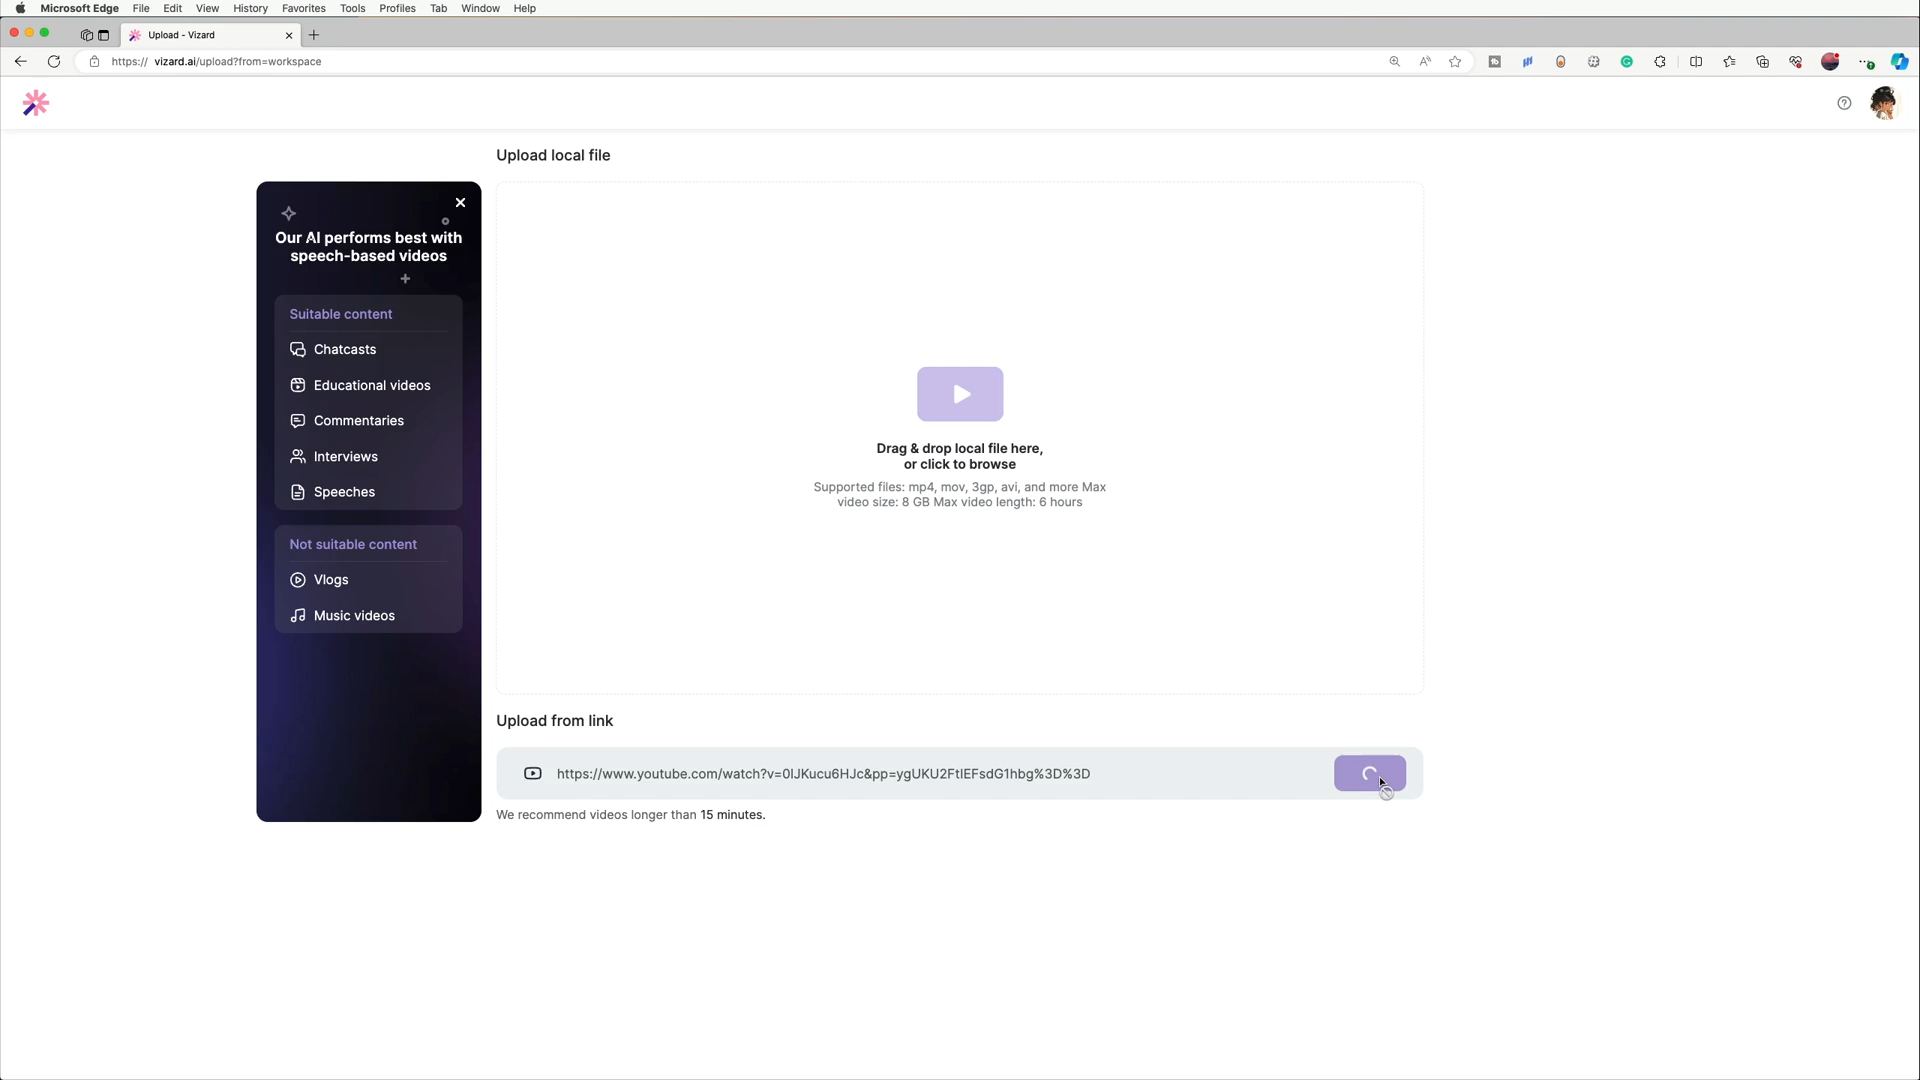 Microsoft Edge File Edit View History Favorites Tools Profiles Tab Window Help
Upload - Vizard
https:// vizard.ai/upload?from=workspace
Upload local file
Our AI performs best with
speech-based videos
Suitable content
Chatcasts
Educational videos
Commentaries
Interviews
Speeches
Not suitable content
Vlogs
Music videos
Drag & drop local file here,
or click to browse
Supported files: mp4, mov, 3gp, avi, and more Max
video size: 8 GB Max video length: 6 hours
Upload from link
https://www.youtube.com/watch?v=0IJKucu6HJc&pp=ygUKU2FtIEFsdG1hbg%3D%3D
We recommend videos longer than 15 minutes.